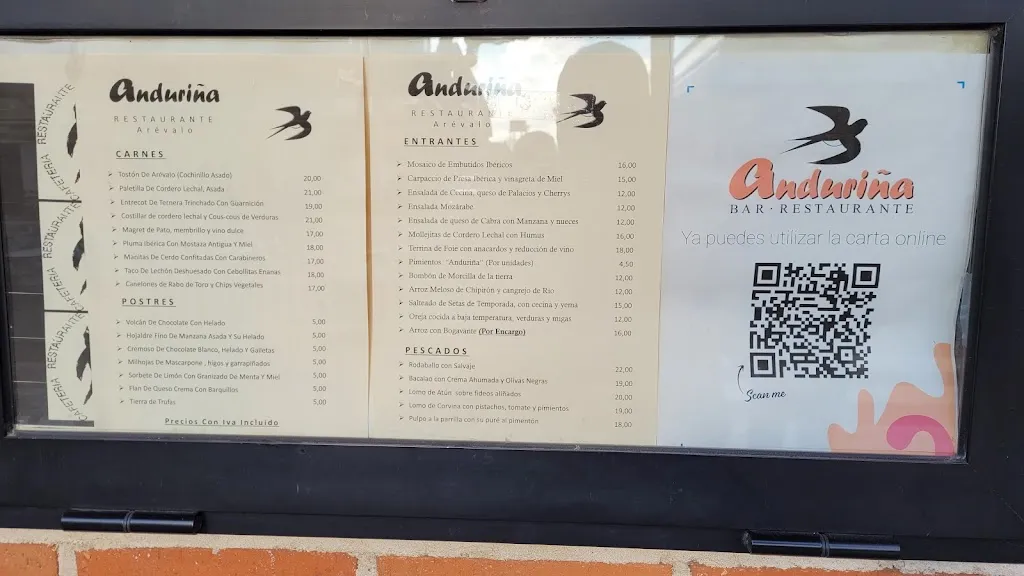 CAFETERIA RESTAURANTE
CAFETERIA RESTAURANTE
CAFETERIA RESTAURANTE
Anduriña
RESTAURANTE
Arévalo
CARNES
Tostón De Arévalo (Cochinillo Asado) 20,00
Paletilla De Cordero Lechal, Asada 21,00
Entrecot De Ternera Trinchado Con Guarnición 19,00
Costillar de cordero lechal y Cous-cous de Verduras 21,00
Magret de Pato, membrillo y vino dulce 17,00
Pluma Ibérica Con Mostaza Antigua Y Miel 18,00
Manitas De Cerdo Confitadas Con Carabineros 17,00
Taco De Lechón Deshuesado Con Cebollitas Enanas 18,00
Canelones de Rabo de Toro y Chips Vegetales 17,00
POSTRES
Volcán De Chocolate Con Helado 5,00
Hojaldre Fino De Manzana Asada Y Su Helado 5,00
Cremoso De Chocolate Blanco, Helado Y Galletas 5,00
Milhojas De Mascarpone , higos y garrapiñados 5,00
Sorbete De Limón Con Granizado De Menta Y Miel 5,00
Flan De Queso Crema Con Barquillos 5,00
Tierra de Trufas 5,00
Precios Con Iva Incluido
Anduriña
RESTAURANTE
Arévalo
ENTRANTES
Mosaico de Embutidos Ibéricos 16,00
Carpaccio de Presa Ibérica y vinagreta de Miel 15,00
Ensalada de Cecina, queso de Palacios y Cherrys 12,00
Ensalada Mozárabe 12,00
Ensalada de queso de Cabra con Manzana y nueces 12,00
Mollejitas de Cordero Lechal con Humas 16,00
Terrina de Foie con anacardos y reducción de vino 18,00
Pimientos "Anduriña" (Por unidades) 4,50
Bombón de Morcilla de la tierra 12,00
Arroz Meloso de Chipirón y cangrejo de Rio 12,00
Salteado de Setas de Temporada, con cecina y yema 15,00
Oreja cocida a baja temperatura, verduras y migas 12,00
Arroz con Bogavante (Por Encargo) 16,00
PESCADOS
Rodaballo con Salvaje 22,00
Bacalao con Crema Ahumada y Olivas Negras 19,00
Lomo de Atún sobre fideos aliñados 20,00
Lomo de Corvina con pistachos, tomate y pimientos 19,00
Pulpo a la parrilla con su puré al pimentón 18,00
Anduriña
BAR · RESTAURANTE
Ya puedes utilizar la carta online
Scan me